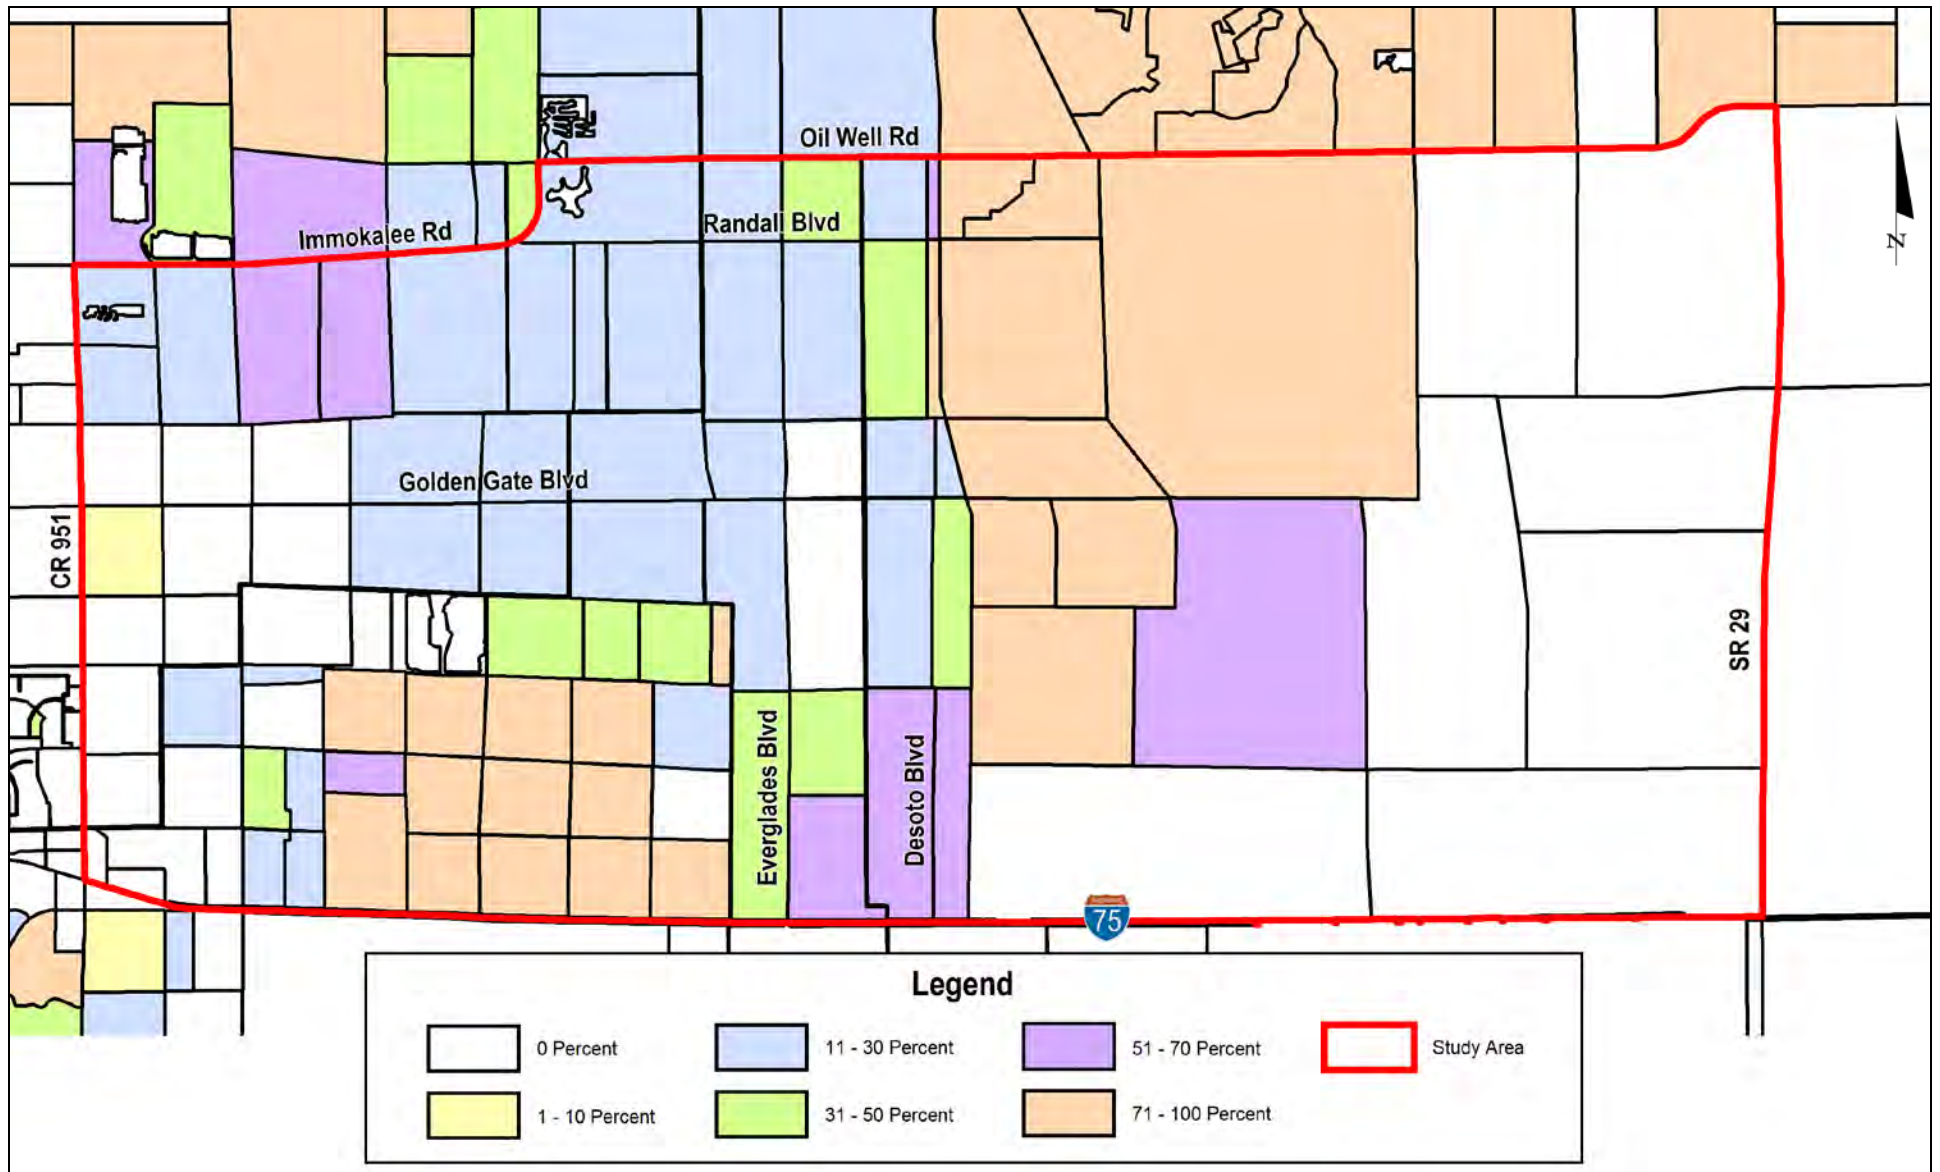 Oil Well Rd
Randall Blvd
Immokalee Rd
Golden Gate Blvd
CR 951
SR 29
Everglades Blvd
Desoto Blvd
75
N
Legend
0 Percent
11 - 30 Percent
51 - 70 Percent
Study Area
1 - 10 Percent
31 - 50 Percent
71 - 100 Percent